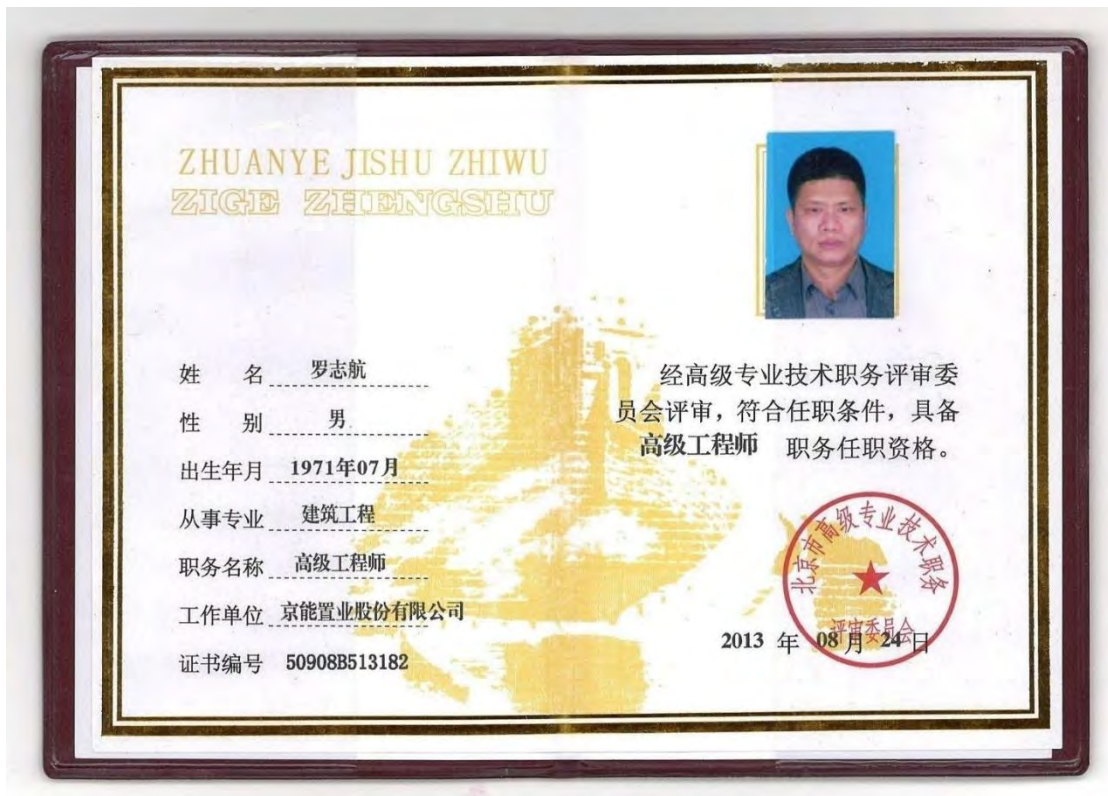 ZHUANYE JISHU ZHIWU
ZIGE ZHENGSHU
姓 名 罗志航
性 别 男
出生年月 1971年07月
从事专业 建筑工程
职务名称 高级工程师
工作单位 京能置业股份有限公司
证书编号 50908B513182
经高级专业技术职务评审委
员会评审，符合任职条件，具备
高级工程师 职务任职资格。
北京市高级专业技术职务
评审委员会
2013 年 08 月 24 日